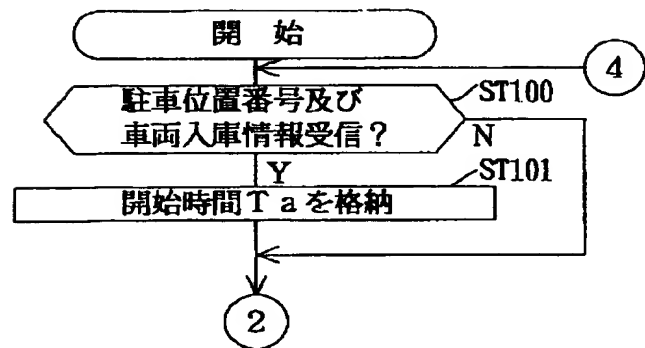 開 始
4
駐車位置番号及び
車両入庫情報受信？
ST100
N
Y
ST101
開始時間Ｔａを格納
2